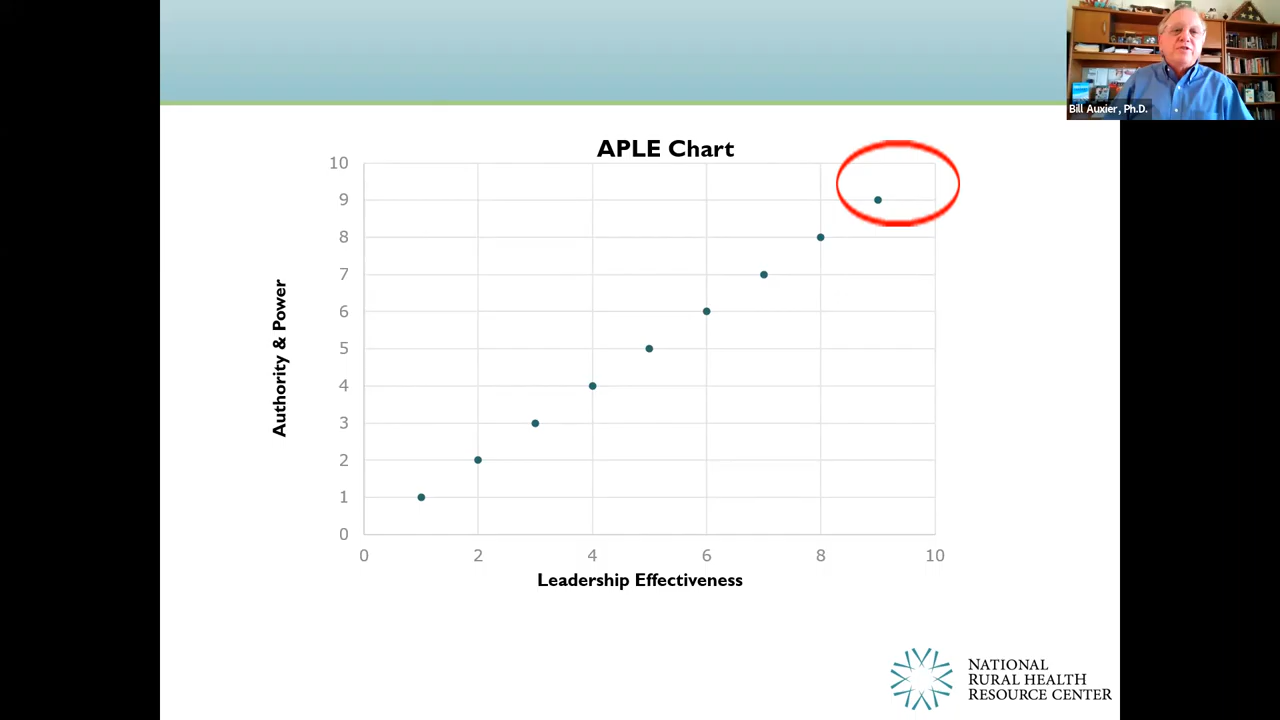 Bill Auxier, Ph.D.
APLE Chart
10
9
8
7
6
5
4
3
2
1
0
Authority & Power
0 2 4 6 8 10
Leadership Effectiveness
NATIONAL
RURAL HEALTH
RESOURCE CENTER